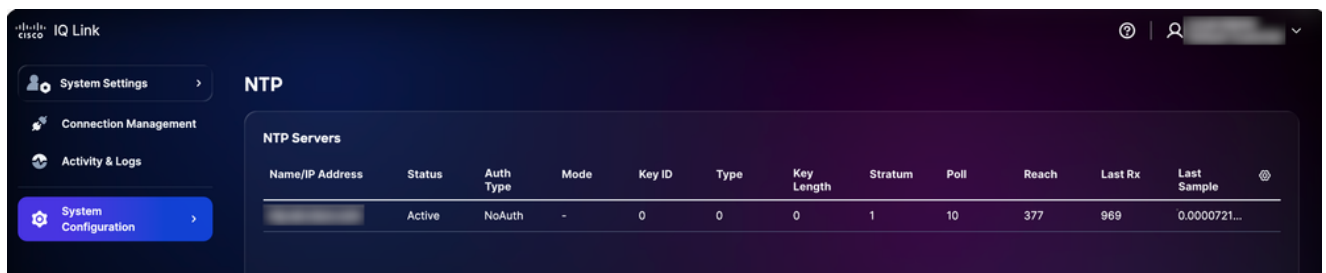 cisco IQ Link
System Settings
Connection Management
Activity & Logs
System
Configuration
NTP
NTP Servers
Name/IP Address Status Auth Type Mode Key ID Type Key Length Stratum Poll Reach Last Rx Last Sample
Active NoAuth - 0 0 0 1 10 377 969 0.0000721...